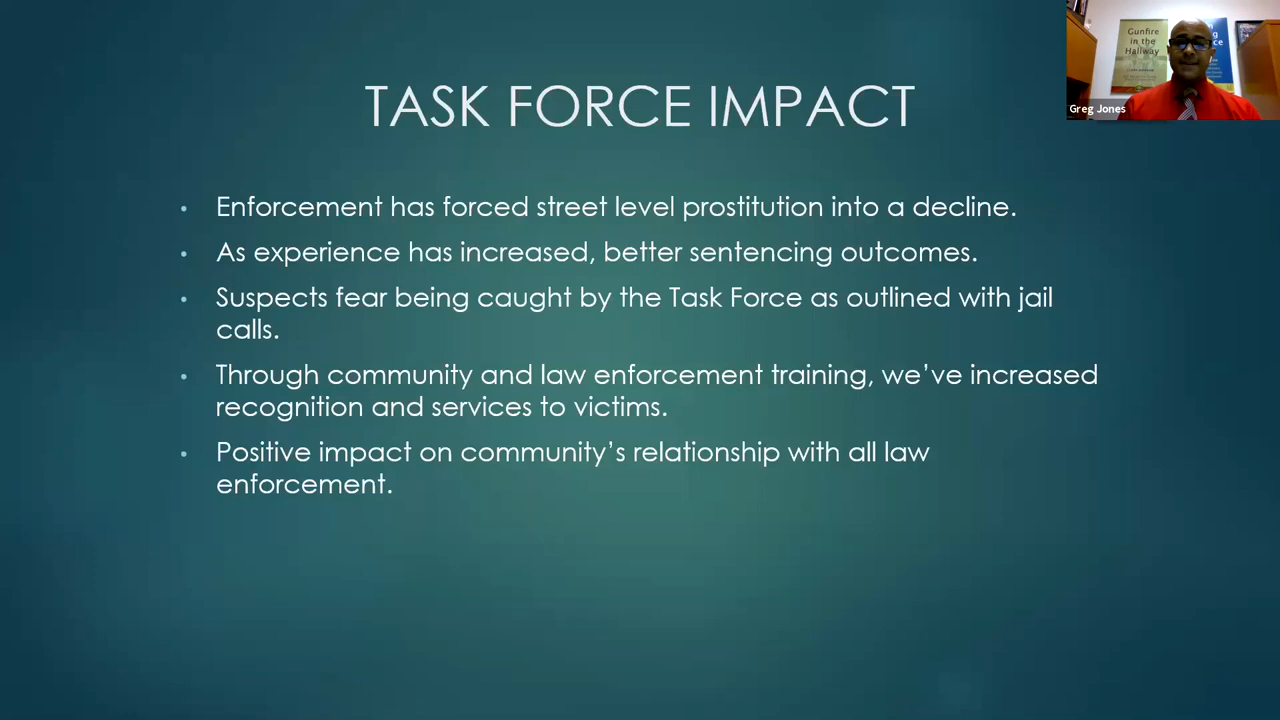 TASK FORCE IMPACT
• Enforcement has forced street level prostitution into a decline.
• As experience has increased, better sentencing outcomes.
• Suspects fear being caught by the Task Force as outlined with jail
calls.
• Through community and law enforcement training, we’ve increased
recognition and services to victims.
• Positive impact on community’s relationship with all law
enforcement.
Gunfire
in the
Hallway
Greg Jones